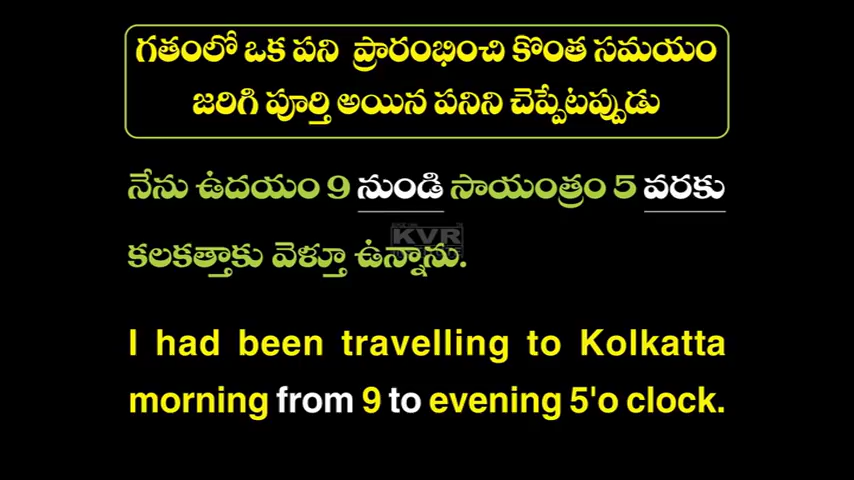 గతంలో ఒక పని ప్రారంభించి కొంత సమయం
జరిగి పూర్తి అయిన పనిని చెప్పేటప్పుడు
నేను ఉదయం 9 నుండి సాయంత్రం 5 వరకు
KVR
కలకత్తాకు వెళ్తూ ఉన్నాను.
I had been travelling to Kolkatta
morning from 9 to evening 5'o clock.